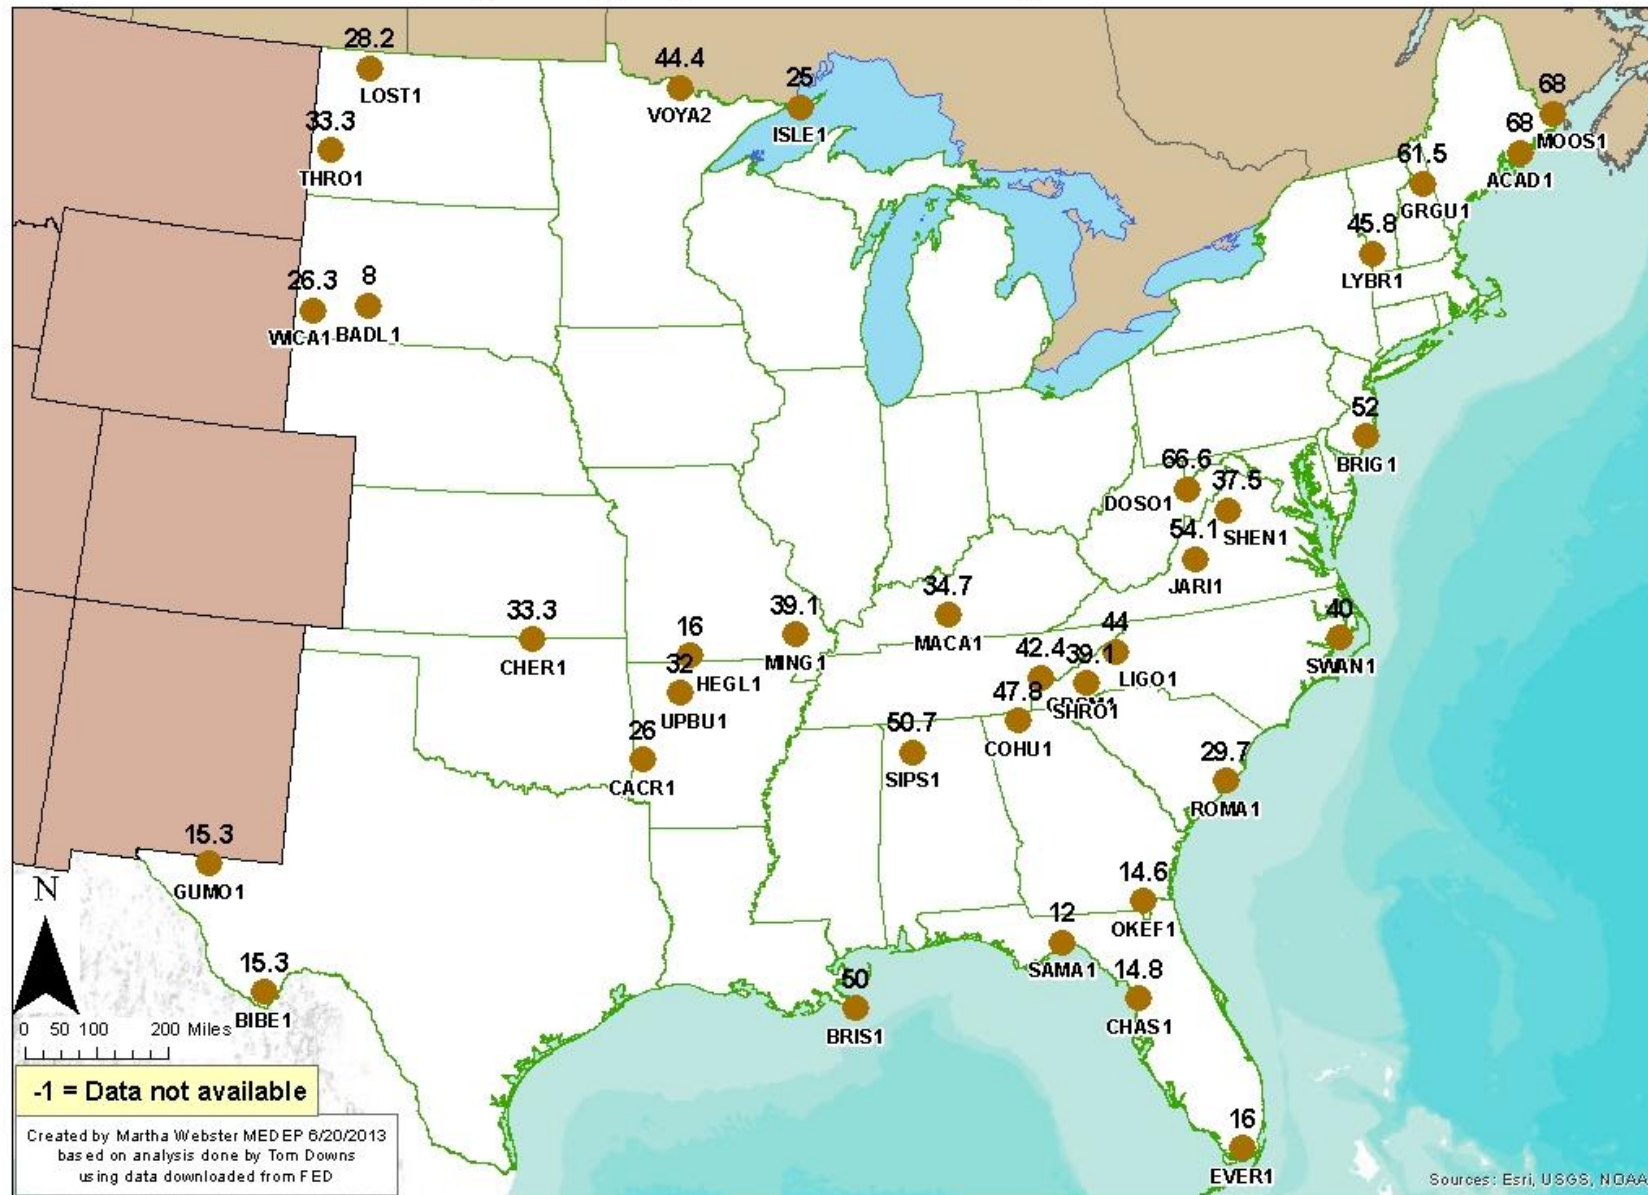 28.2
LOST1
44.4
VOYA2
25
ISLE1
68
MOOS1
68
ACAD1
33.3
THRO1
61.5
GRGU1
45.8
LYBR1
26.3
WICA1
8
BADL1
52
BRIG1
66.6
DOSO1
37.5
SHEN1
54.1
JARI1
34.7
MACA1
39.1
MING1
33.3
CHER1
16
HEGL1
32
UPBU1
44
LIGO1
40
SWAN1
42.4
39.1
SHRO1
47.8
COHU1
50.7
SIPS1
26
CACR1
29.7
ROMA1
15.3
GUMO1
14.6
OKEF1
12
SAMA1
14.8
CHAS1
15.3
BIBE1
50
BRIS1
16
EVER1
N
0 50 100 200 Miles
-1 = Data not available
Created by Martha Webster MEDEP 6/20/2013
based on analysis done by Tom Downs
using data downloaded from FED
Sources: Esri, USGS, NOAA